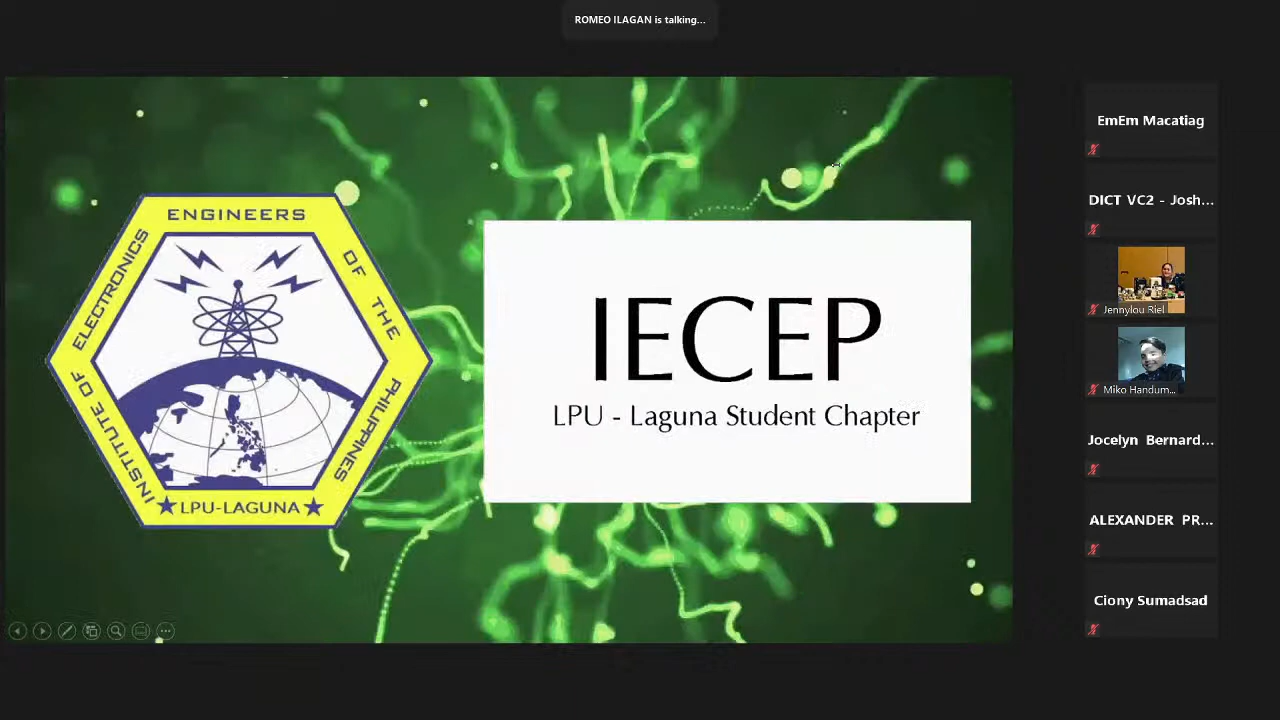 ROMEO ILAGAN is talking...
ENGINEERS
OF THE
PHILIPPINES
INSTITUTE OF ELECTRONICS
LPU-LAGUNA
IECEP
LPU - Laguna Student Chapter
EmEm Macatiag
DICT VC2 - Josh...
Jennylou Riel
Miko Handum...
Jocelyn Bernard...
ALEXANDER PR...
Ciony Sumadsad